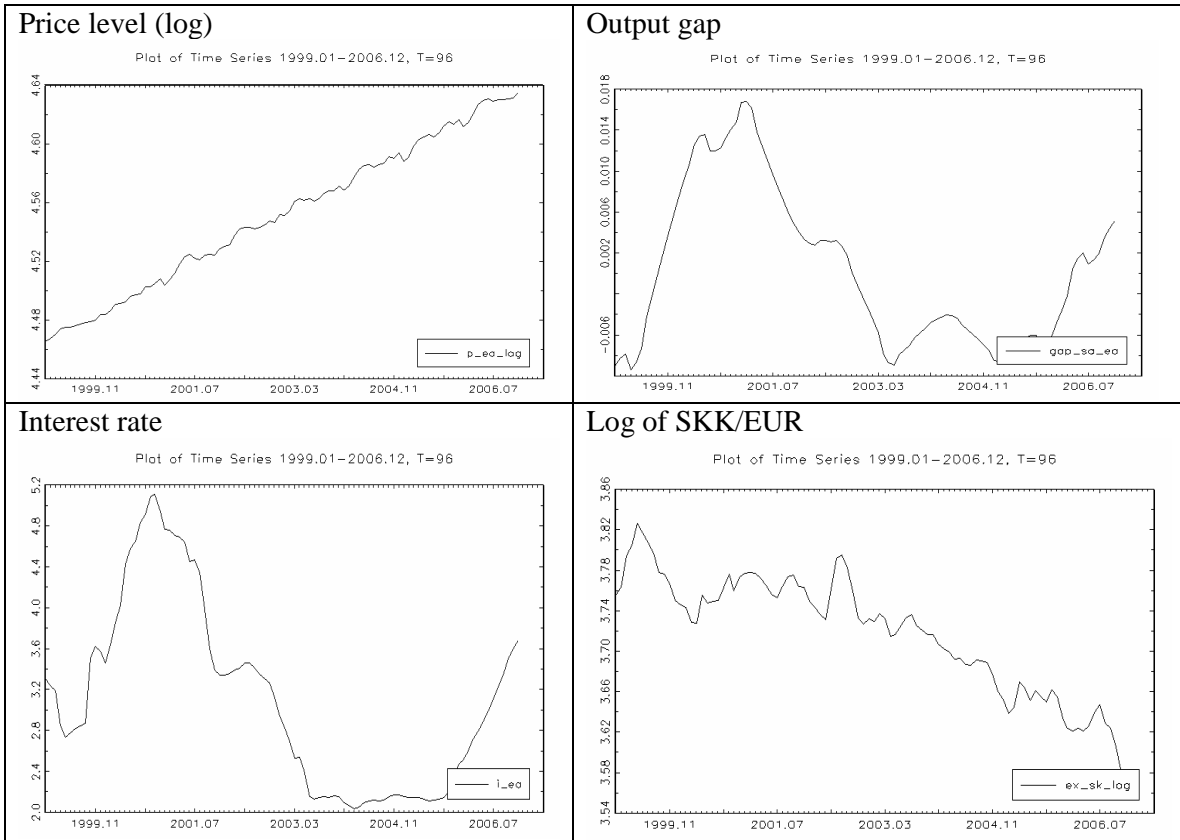 Price level (log)
Plot of Time Series 1999.01–2006.12, T=96
4.64
4.60
4.56
4.52
4.48
4.44
p_ea_log
1999.11 2001.07 2003.03 2004.11 2006.07
Output gap
Plot of Time Series 1999.01–2006.12, T=96
0.018
0.014
0.010
0.006
0.002
-0.006
gap_sa_ea
1999.11 2001.07 2003.03 2004.11 2006.07
Interest rate
Plot of Time Series 1999.01–2006.12, T=96
5.2
4.8
4.4
4.0
3.6
3.2
2.8
2.4
2.0
i_ea
1999.11 2001.07 2003.03 2004.11 2006.07
Log of SKK/EUR
Plot of Time Series 1999.01–2006.12, T=96
3.86
3.82
3.78
3.74
3.70
3.66
3.62
3.58
3.54
ex_sk_log
1999.11 2001.07 2003.03 2004.11 2006.07